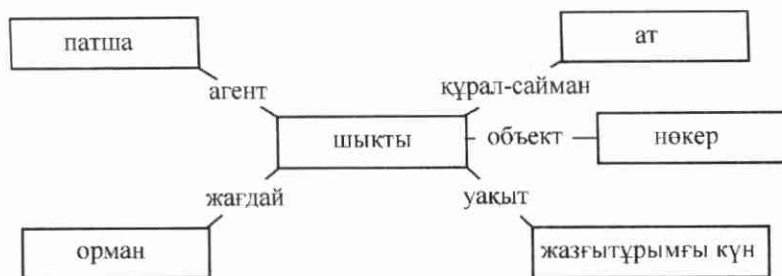 патша
ат
агент
құрал-сайман
шықты
объект
нөкер
жағдай
уақыт
орман
жазғытұрымғы күн